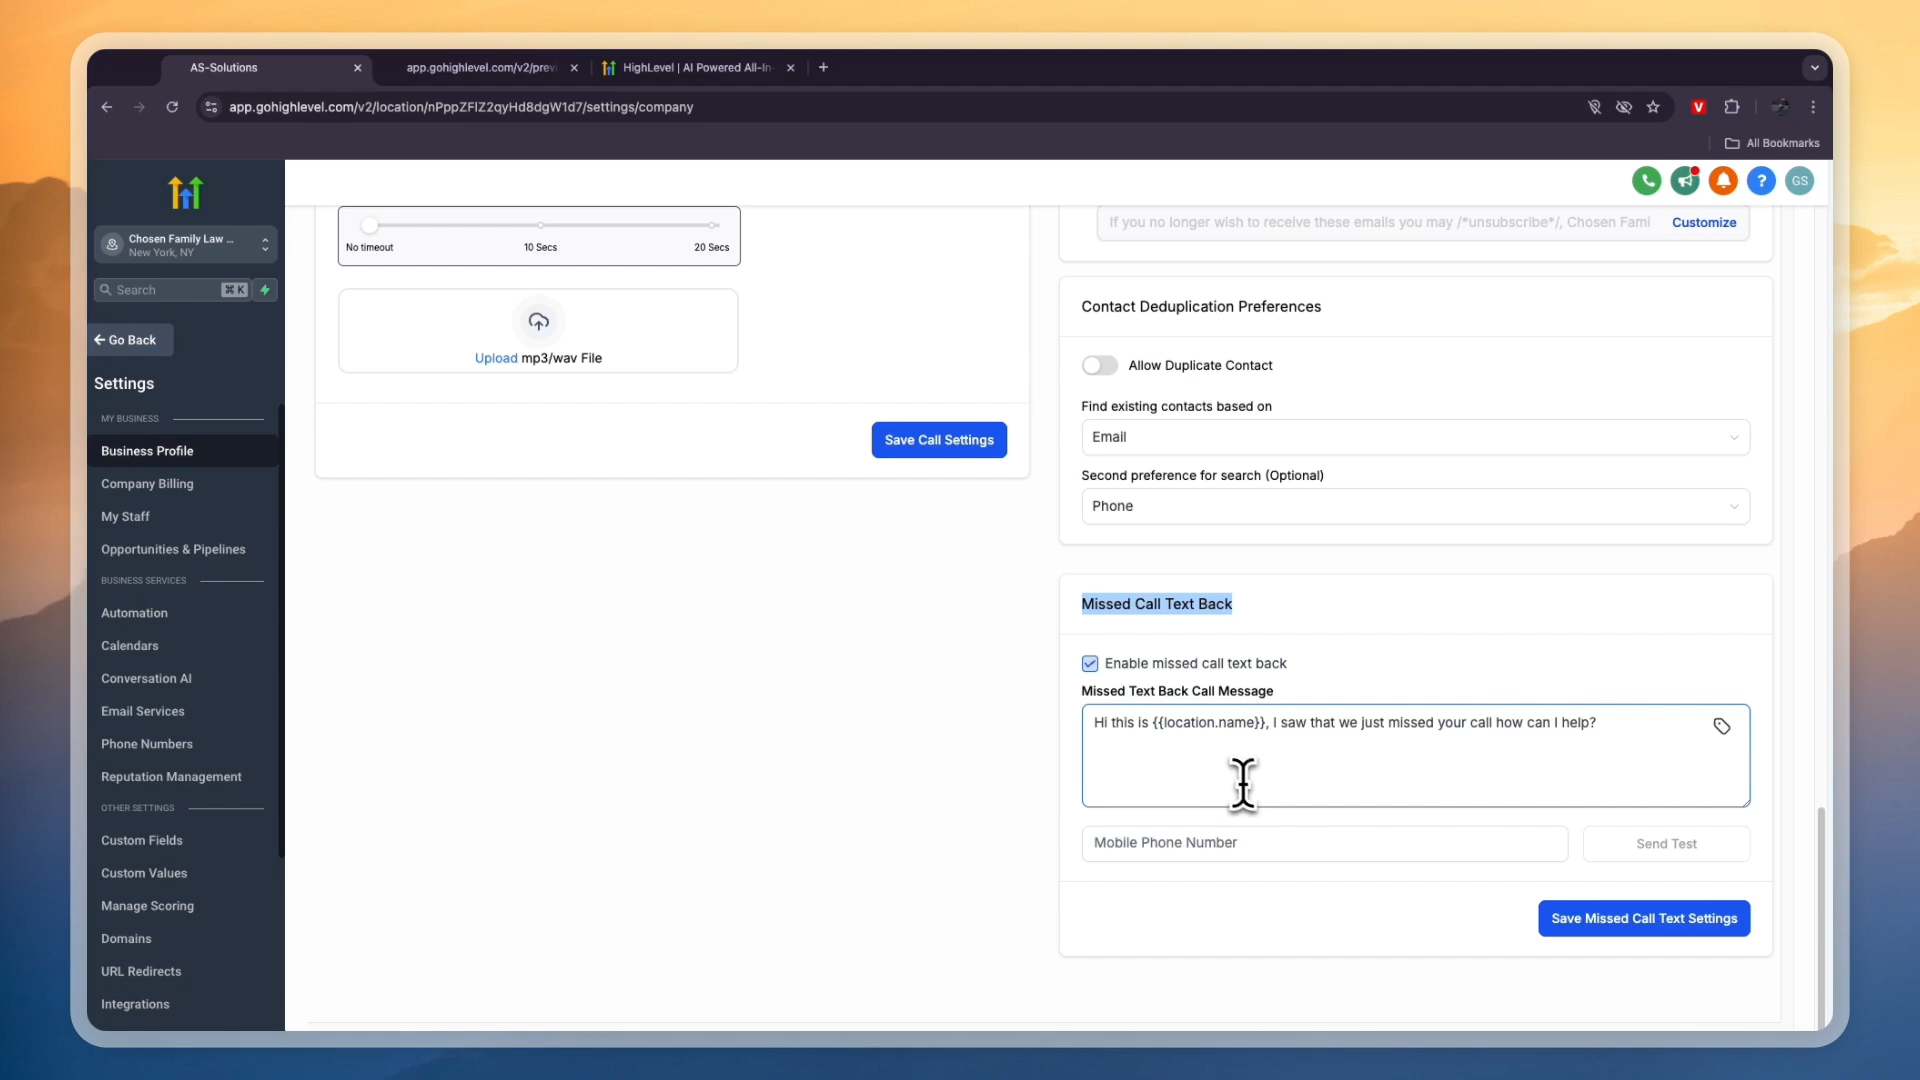 AS-Solutions
app.gohighlevel.com/v2/previ
HighLevel | AI Powered All-In-
app.gohighlevel.com/v2/location/nPppZFlZ2qyHd8dgW1d7/settings/company
V
All Bookmarks
GS
Chosen Family Law ...
New York, NY
Search
⌘ K
Go Back
Settings
MY BUSINESS
Business Profile
Company Billing
My Staff
Opportunities & Pipelines
BUSINESS SERVICES
Automation
Calendars
Conversation AI
Email Services
Phone Numbers
Reputation Management
OTHER SETTINGS
Custom Fields
Custom Values
Manage Scoring
Domains
URL Redirects
Integrations
No timeout
10 Secs
20 Secs
Upload mp3/wav File
Save Call Settings
If you no longer wish to receive these emails you may /*unsubscribe*/, Chosen Fami
Customize
Contact Deduplication Preferences
Allow Duplicate Contact
Find existing contacts based on
Email
Second preference for search (Optional)
Phone
Missed Call Text Back
Enable missed call text back
Missed Text Back Call Message
Hi this is {{location.name}}, I saw that we just missed your call how can I help?
Mobile Phone Number
Send Test
Save Missed Call Text Settings